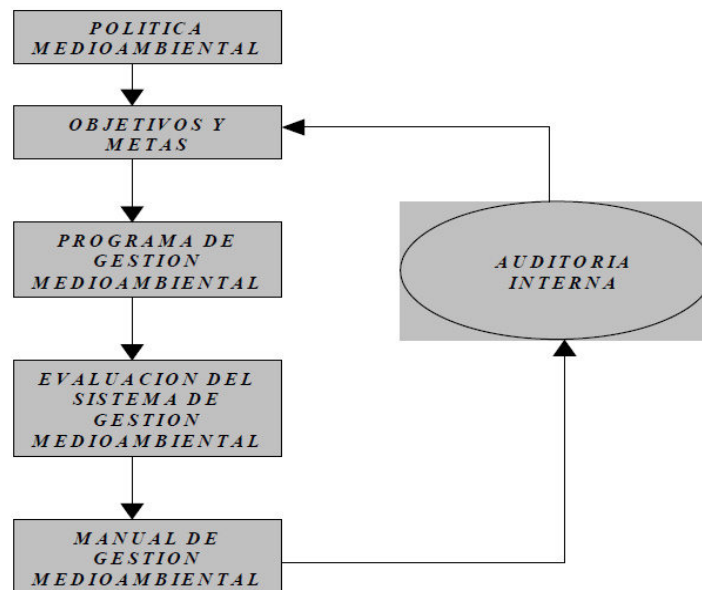 POLITICA
MEDIOAMBIENTAL
OBJETIVOS Y
METAS
PROGRAMA DE
GESTION
MEDIOAMBIENTAL
AUDITORIA
INTERNA
EVALUACION DEL
SISTEMA DE
GESTION
MEDIOAMBIENTAL
MANUAL DE
GESTION
MEDIOAMBIENTAL